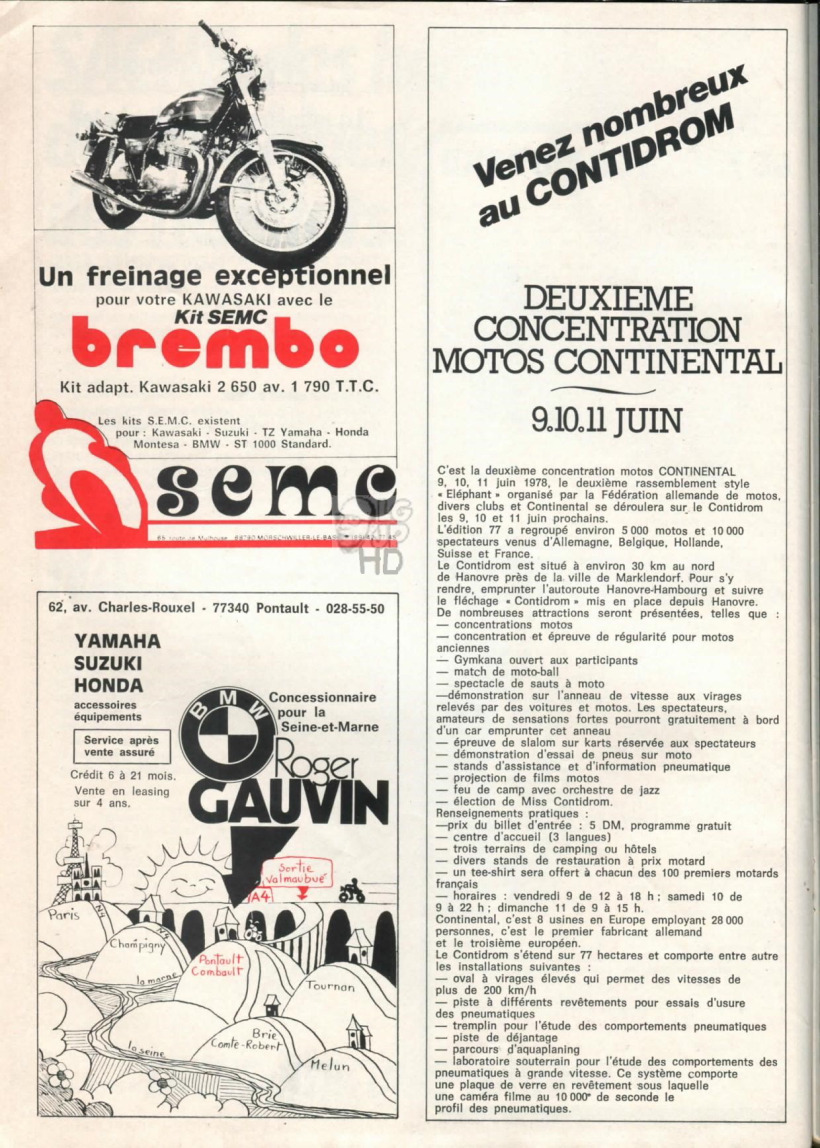 Un freinage exceptionnel
pour votre KAWASAKI avec le
Kit SEMC
brembo
Kit adapt. Kawasaki 2 650 av. 1 790 T.T.C.
Les kits S.E.M.C. existent
pour : Kawasaki - Suzuki - TZ Yamaha - Honda
Montesa - BMW - ST 1000 Standard.
semc
65 route de Mulhouse 68790 MORSCHWILLER-LE-BAS
HD
62, av. Charles-Rouxel - 77340 Pontault - 028-55-50
YAMAHA
SUZUKI
HONDA
accessoires
équipements
Service après
vente assuré
Crédit 6 à 21 mois.
Vente en leasing
sur 4 ans.
BMW
Concessionnaire
pour la
Seine-et-Marne
Roger
GAUVIN
Sortie
Valmaubué
A4
Paris
N4
Champigny
la marne
Pontault
Combault
Tournan
Brie
Comte-Robert
la seine
Melun
Venez nombreux
au CONTIDROM
DEUXIEME
CONCENTRATION
MOTOS CONTINENTAL
9.10.11 JUIN
C'est la deuxième concentration motos CONTINENTAL
9, 10, 11 juin 1978, le deuxième rassemblement style
« Eléphant » organisé par la Fédération allemande de motos,
divers clubs et Continental se déroulera sur le Contidrom
les 9, 10 et 11 juin prochains.
L'édition 77 a regroupé environ 5 000 motos et 10 000
spectateurs venus d'Allemagne, Belgique, Hollande,
Suisse et France.
Le Contidrom est situé à environ 30 km au nord
de Hanovre près de la ville de Marklendorf. Pour s'y
rendre, emprunter l'autoroute Hanovre-Hambourg et suivre
le fléchage « Contidrom » mis en place depuis Hanovre.
De nombreuses attractions seront présentées, telles que :
— concentrations motos
— concentration et épreuve de régularité pour motos
anciennes
— Gymkana ouvert aux participants
— match de moto-ball
— spectacle de sauts à moto
—démonstration sur l'anneau de vitesse aux virages
relevés par des voitures et motos. Les spectateurs,
amateurs de sensations fortes pourront gratuitement à bord
d'un car emprunter cet anneau
— épreuve de slalom sur karts réservée aux spectateurs
— démonstration d'essai de pneus sur moto
— stands d'assistance et d'information pneumatique
— projection de films motos
— feu de camp avec orchestre de jazz
— élection de Miss Contidrom.
Renseignements pratiques :
—prix du billet d'entrée : 5 DM, programme gratuit
— centre d'accueil (3 langues)
— trois terrains de camping ou hôtels
— divers stands de restauration à prix motard
— un tee-shirt sera offert à chacun des 100 premiers motards
français
— horaires : vendredi 9 de 12 à 18 h ; samedi 10 de
9 à 22 h ; dimanche 11 de 9 à 15 h.
Continental, c'est 8 usines en Europe employant 28 000
personnes, c'est le premier fabricant allemand
et le troisième européen.
Le Contidrom s'étend sur 77 hectares et comporte entre autre
les installations suivantes :
— oval à virages élevés qui permet des vitesses de
plus de 200 km/h
— piste à différents revêtements pour essais d'usure
des pneumatiques
— tremplin pour l'étude des comportements pneumatiques
— piste de déjantage
— parcours d'aquaplaning
— laboratoire souterrain pour l'étude des comportements des
pneumatiques à grande vitesse. Ce système comporte
une plaque de verre en revêtement sous laquelle
une caméra filme au 10 000° de seconde le
profil des pneumatiques.